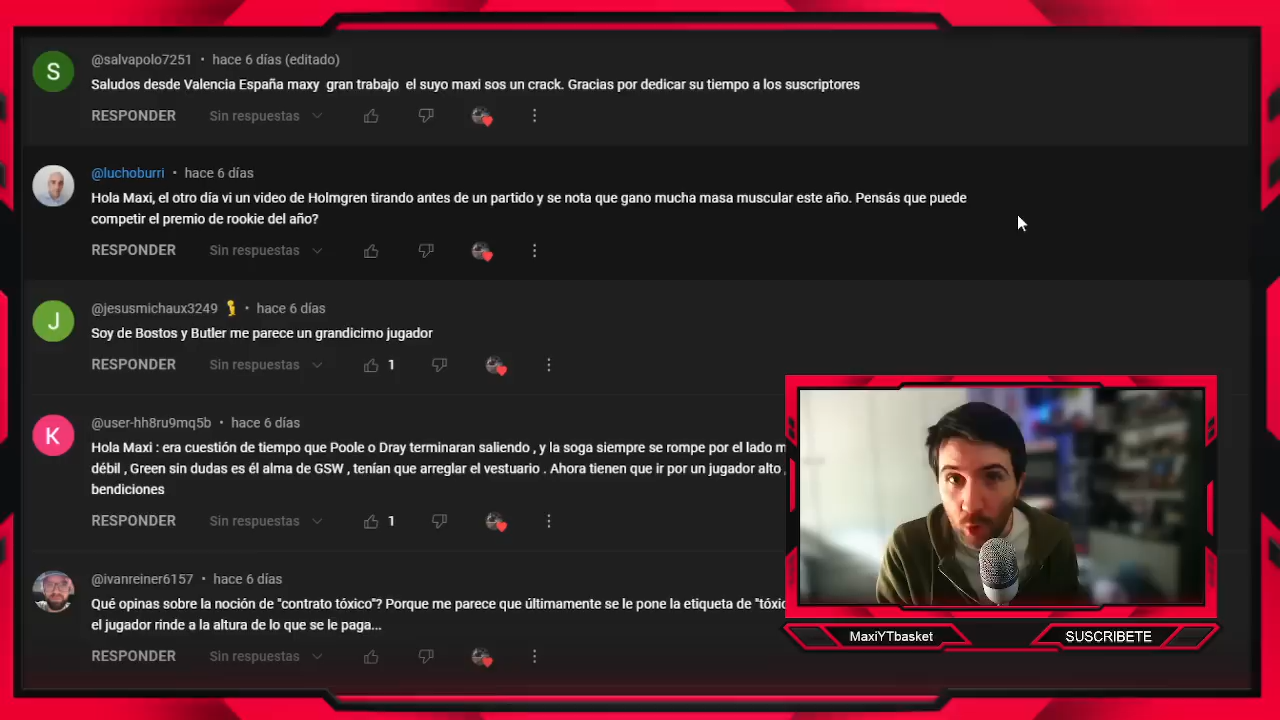 S
@salvapolo7251 • hace 6 días (editado)
Saludos desde Valencia España maxy gran trabajo el suyo maxi sos un crack. Gracias por dedicar su tiempo a los suscriptores
RESPONDER Sin respuestas
@luchoburri • hace 6 días
Hola Maxi, el otro día vi un video de Holmgren tirando antes de un partido y se nota que gano mucha masa muscular este año. Pensás que puede
competir el premio de rookie del año?
RESPONDER Sin respuestas
J
@jesusmichaux3249 • hace 6 días
Soy de Bostos y Butler me parece un grandicimo jugador
RESPONDER Sin respuestas 1
K
@user-hh8ru9mq5b • hace 6 días
Hola Maxi : era cuestión de tiempo que Poole o Dray terminaran saliendo , y la soga siempre se rompe por el lado m
débil , Green sin dudas es él alma de GSW , tenían que arreglar el vestuario . Ahora tienen que ir por un jugador alto ,
bendiciones
RESPONDER Sin respuestas 1
@ivanreiner6157 • hace 6 días
Qué opinas sobre la noción de "contrato tóxico"? Porque me parece que últimamente se le pone la etiqueta de "tóxic
el jugador rinde a la altura de lo que se le paga...
RESPONDER Sin respuestas
MaxiYTbasket
SUSCRIBETE